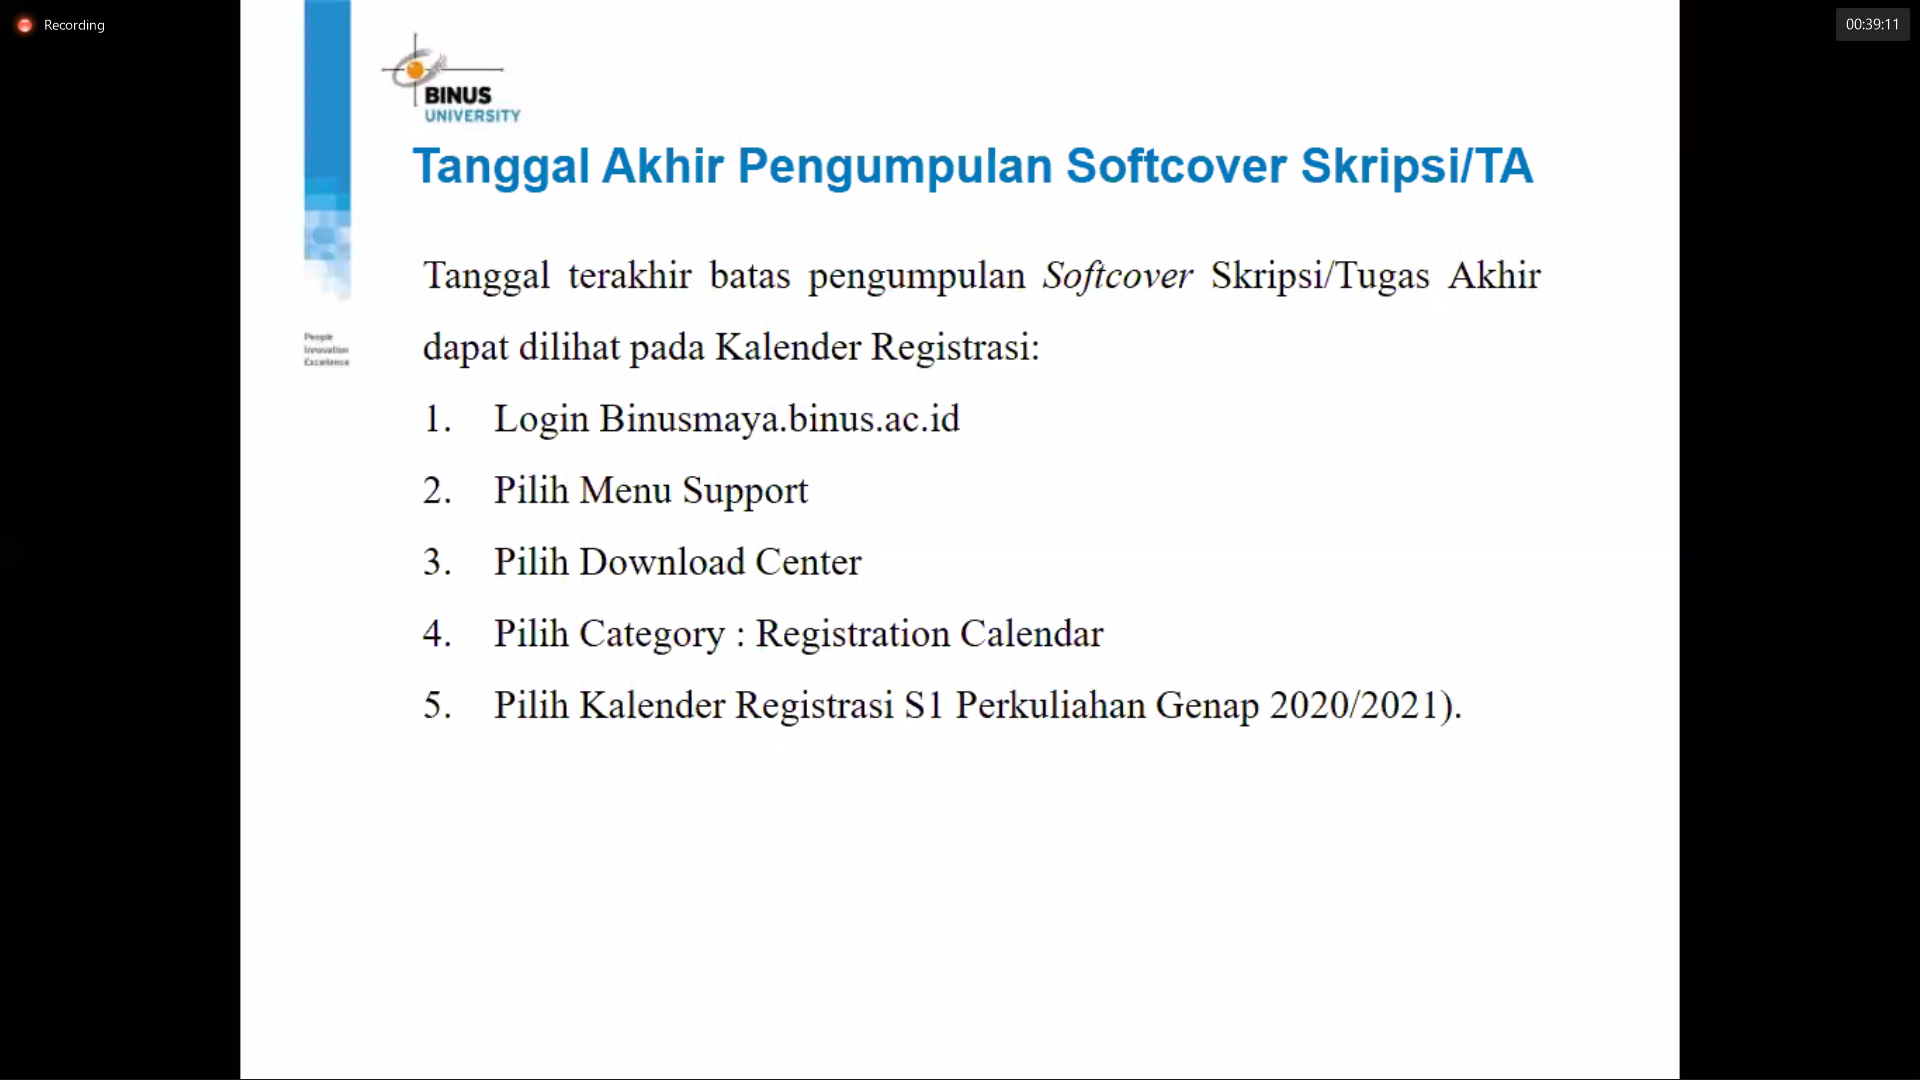 Recording
00:39:11
BINUS
UNIVERSITY
Tanggal Akhir Pengumpulan Softcover Skripsi/TA
People
Innovation
Excellence
Tanggal terakhir batas pengumpulan Softcover Skripsi/Tugas Akhir
dapat dilihat pada Kalender Registrasi:
1. Login Binusmaya.binus.ac.id
2. Pilih Menu Support
3. Pilih Download Center
4. Pilih Category : Registration Calendar
5. Pilih Kalender Registrasi S1 Perkuliahan Genap 2020/2021).